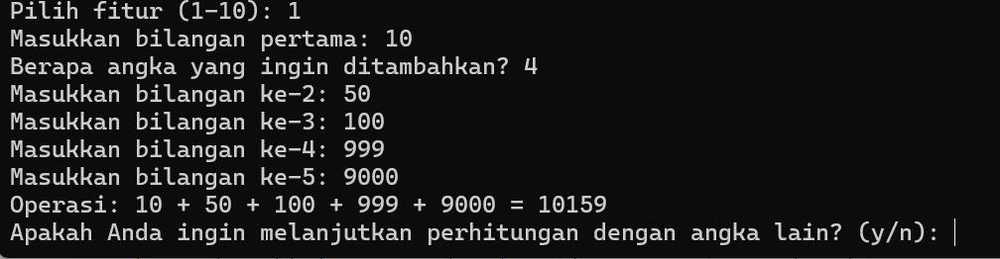 Pilih fitur (1-10): 1
Masukkan bilangan pertama: 10
Berapa angka yang ingin ditambahkan? 4
Masukkan bilangan ke-2: 50
Masukkan bilangan ke-3: 100
Masukkan bilangan ke-4: 999
Masukkan bilangan ke-5: 9000
Operasi: 10 + 50 + 100 + 999 + 9000 = 10159
Apakah Anda ingin melanjutkan perhitungan dengan angka lain? (y/n):